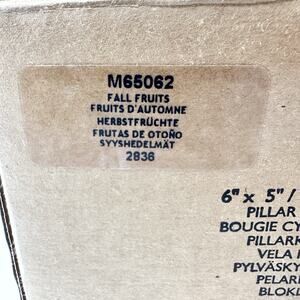 M65062
FALL FRUITS
FRUITS D'AUTOMNE
HERBSTFRÜCHTE
FRUTAS DE OTOÑO
SYYSHEDELMÄT
2836
6" x 5" /
PILLAR
BOUGIE CY
PILLARK
VELA
PYLVÄSKY
PELAR
BLOK